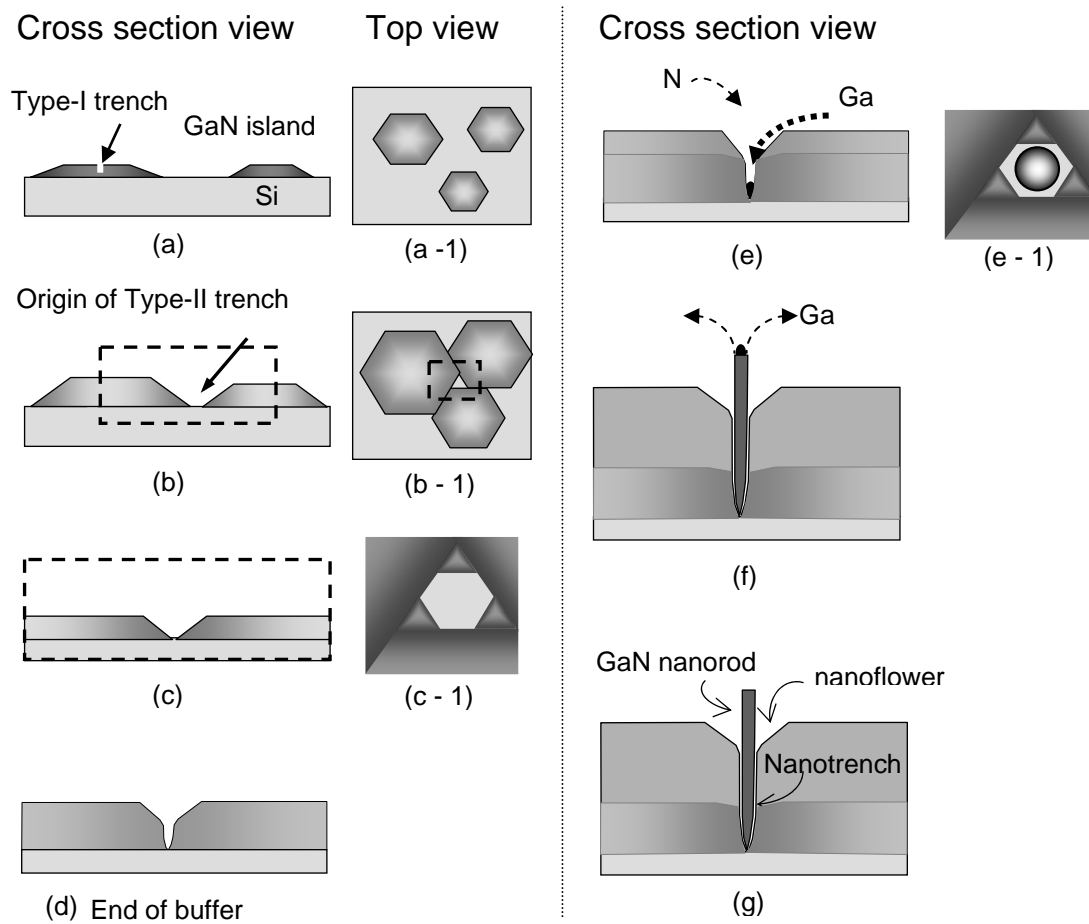 Cross section view
Top view
Type-I trench
GaN island
Si
(a)
(a -1)
Origin of Type-II trench
(b)
(b - 1)
(c)
(c - 1)
(d) End of buffer
Cross section view
N
Ga
(e)
(e - 1)
Ga
(f)
GaN nanorod
nanoflower
Nanotrench
(g)